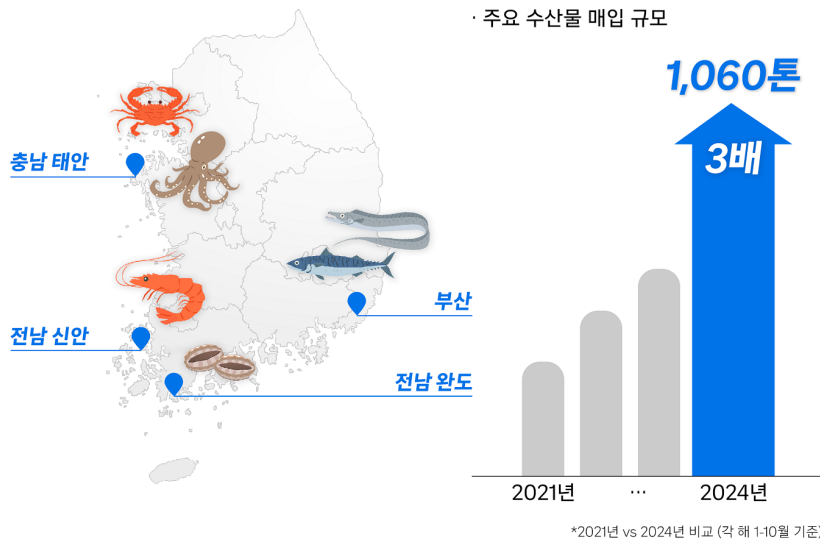 · 주요 수산물 매입 규모
1,060톤
3배
충남 태안
부산
전남 신안
전남 완도
2021년
...
2024년
*2021년 vs 2024년 비교 (각 해 1-10월 기준)